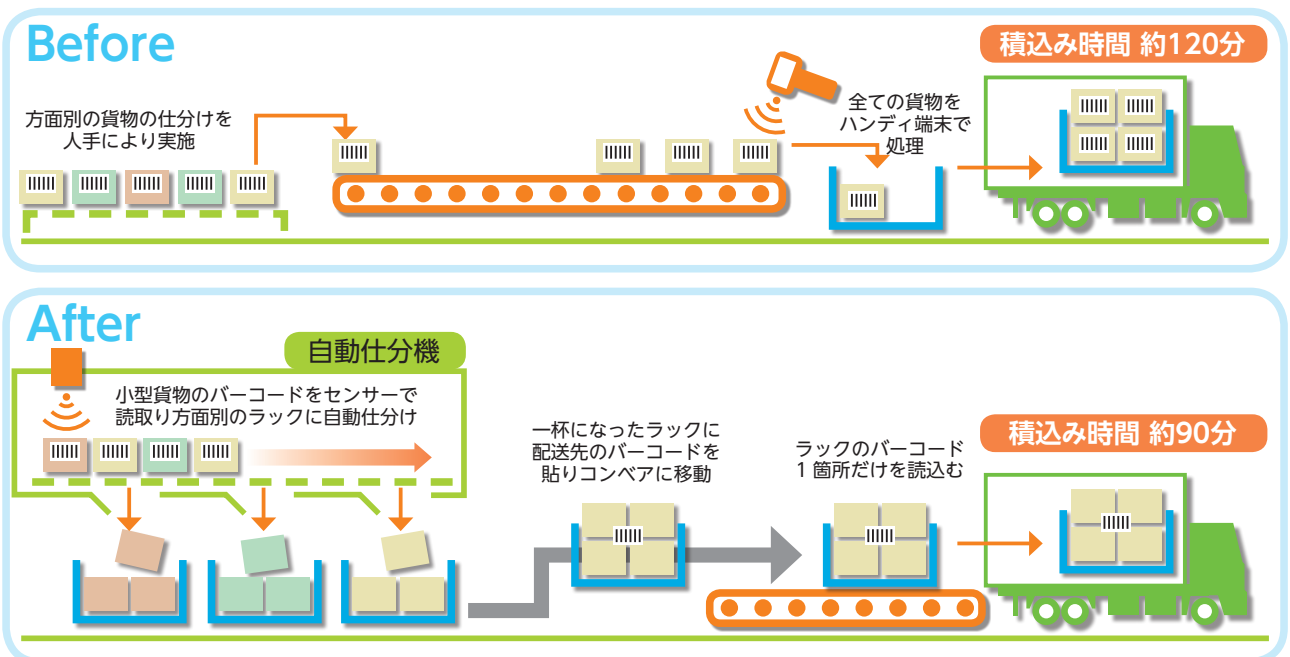 Before
積込み時間 約120分
方面別の貨物の仕分けを
人手により実施
全ての貨物を
ハンディ端末で
処理
After
自動仕分機
小型貨物のバーコードをセンサーで
読取り方面別のラックに自動仕分け
一杯になったラックに
配送先のバーコードを
貼りコンベアに移動
ラックのバーコード
1箇所だけを読込む
積込み時間 約90分